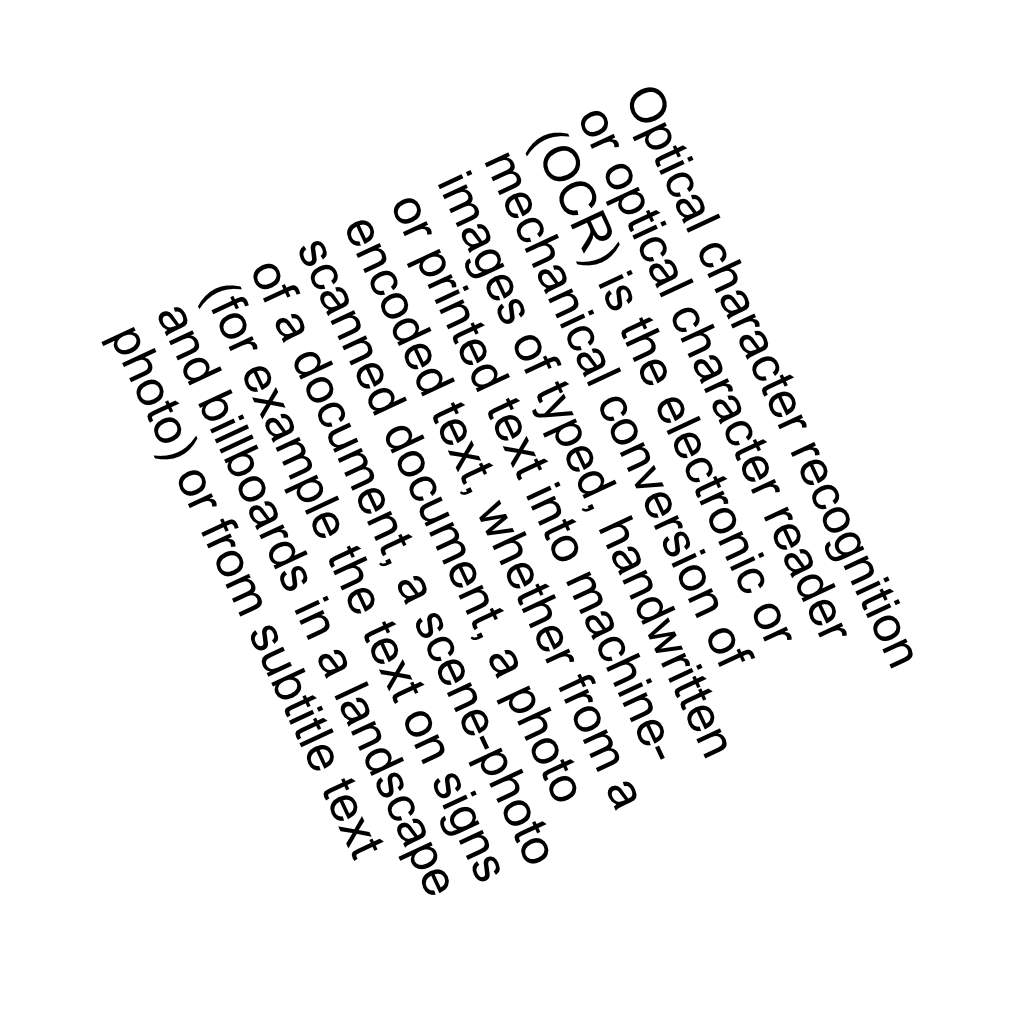 Optical character recognition
or optical character reader
(OCR) is the electronic or
mechanical conversion of
images of typed, handwritten
or printed text into machine-
encoded text, whether from a
scanned document, a photo
of a document, a scene-photo
(for example the text on signs
and billboards in a landscape
photo) or from subtitle text